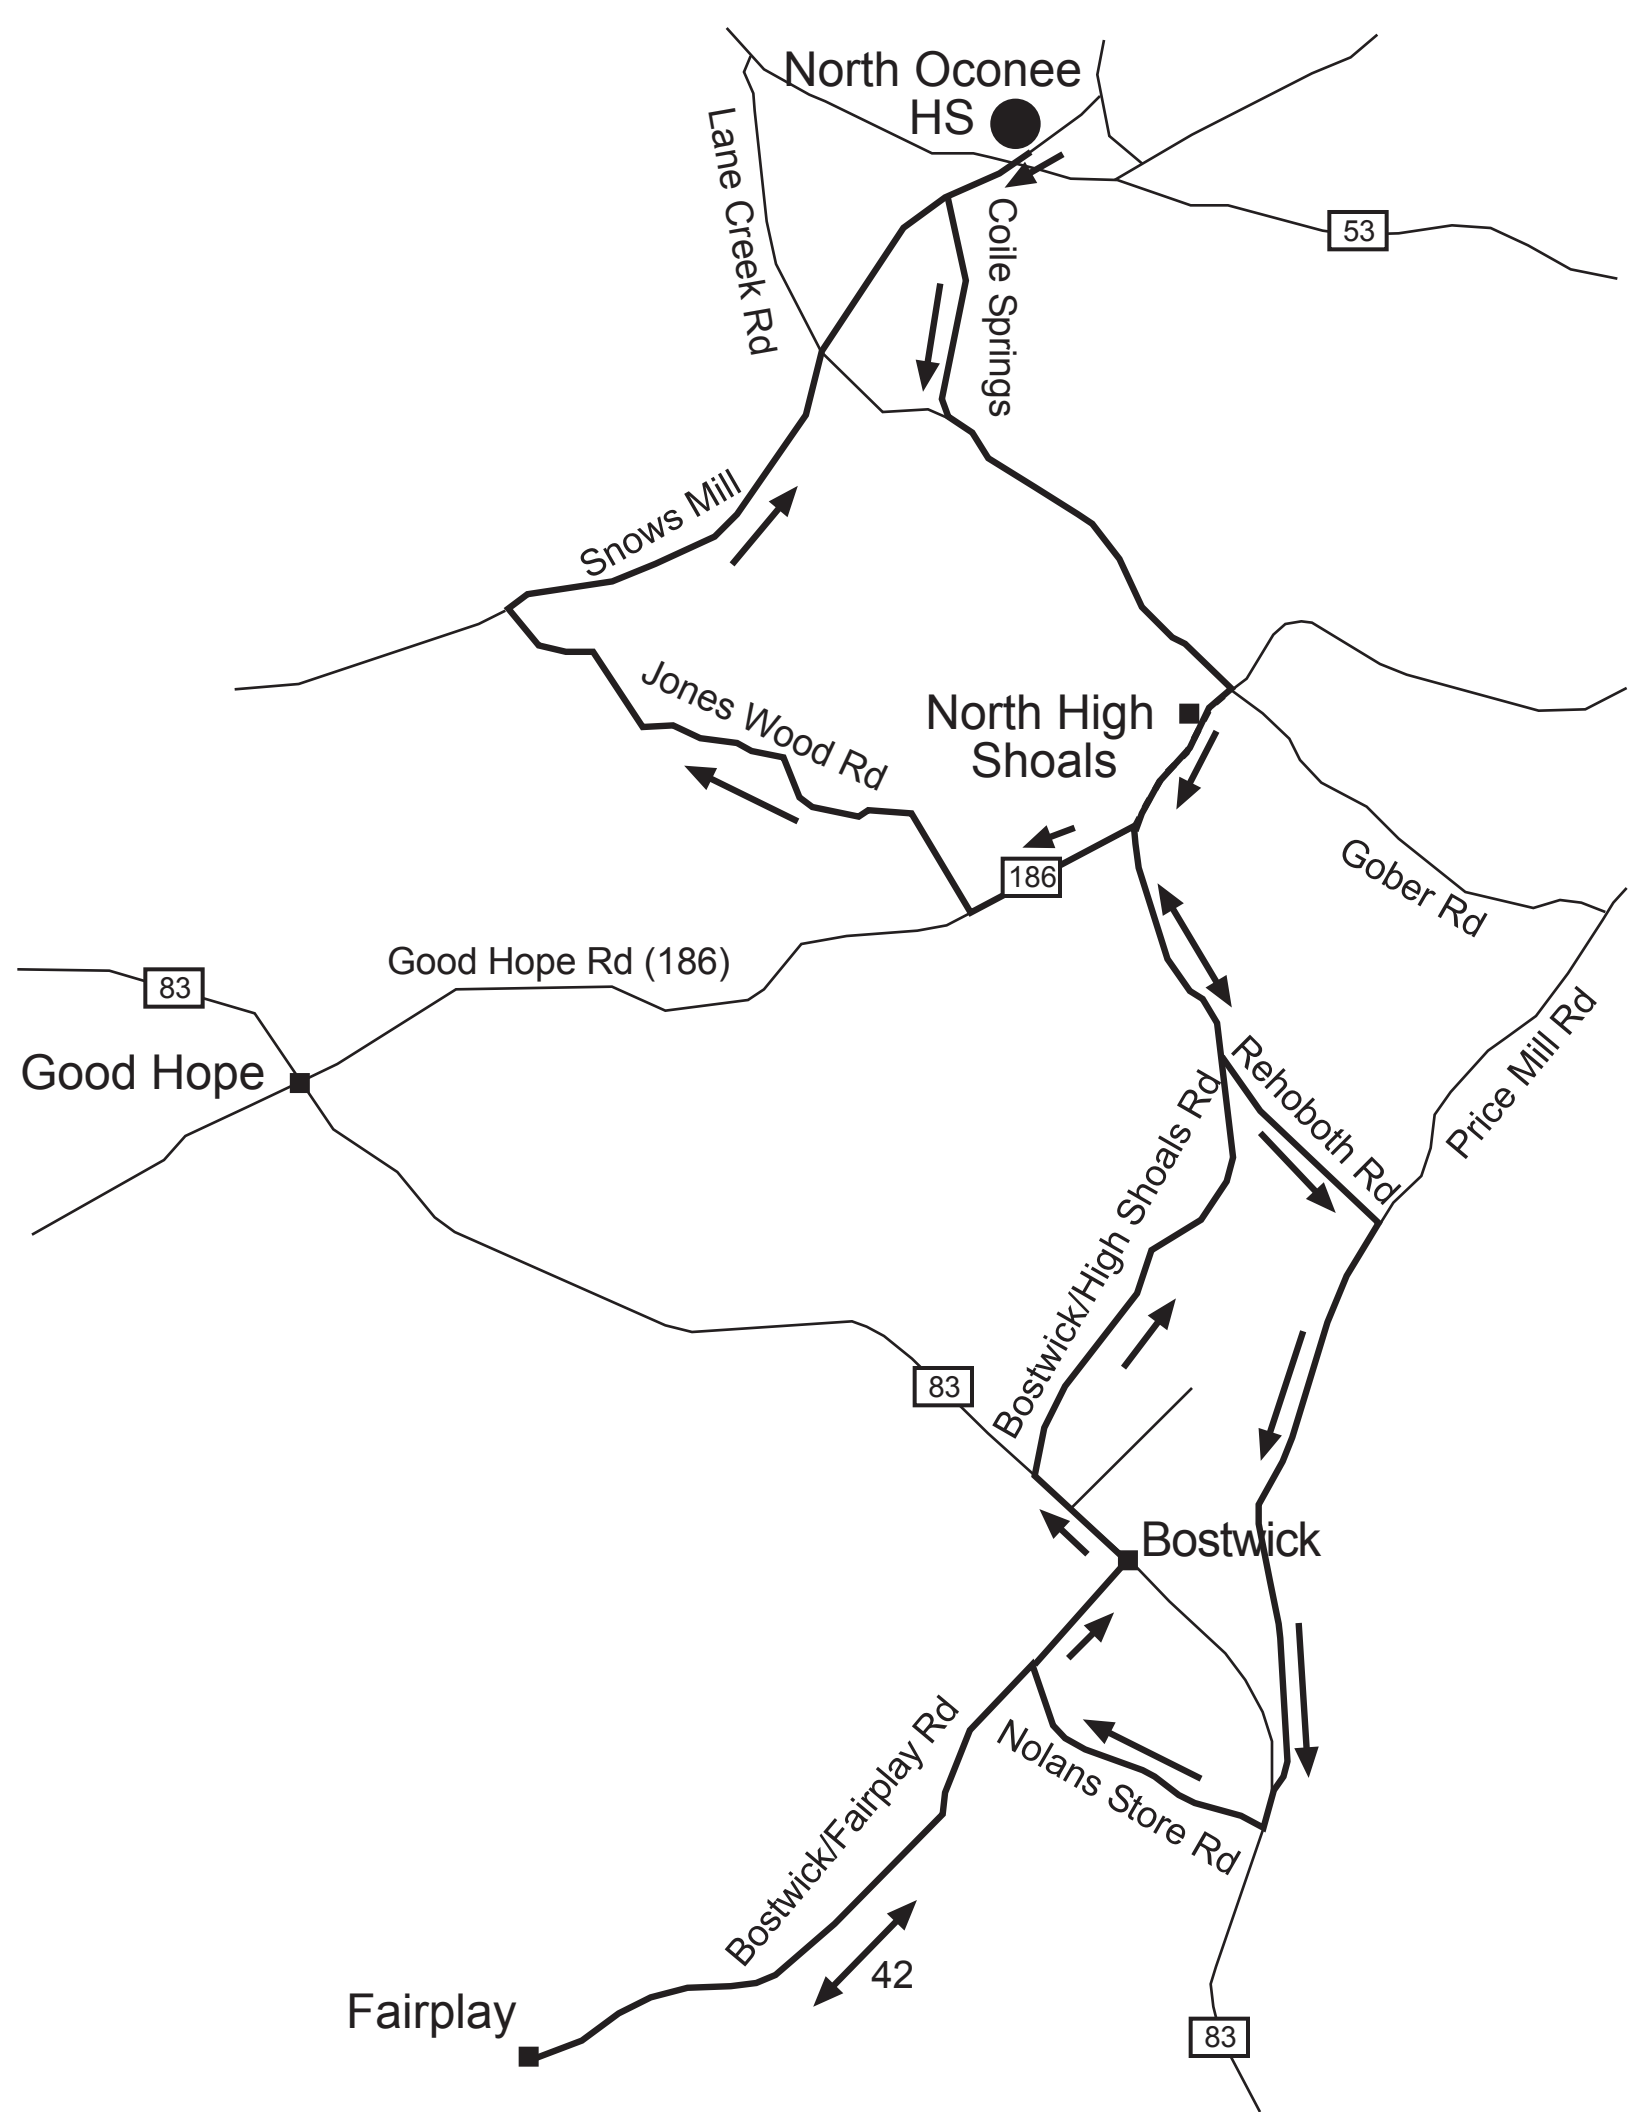 North Oconee
HS
Lane Creek Rd
Coile Springs
53
Snows Mill
Jones Wood Rd
North High
Shoals
186
Gober Rd
Good Hope Rd (186)
83
Good Hope
Price Mill Rd
Rehoboth Rd
Bostwick/High Shoals Rd
83
Bostwick
Bostwick/Fairplay Rd
Nolans Store Rd
42
Fairplay
83